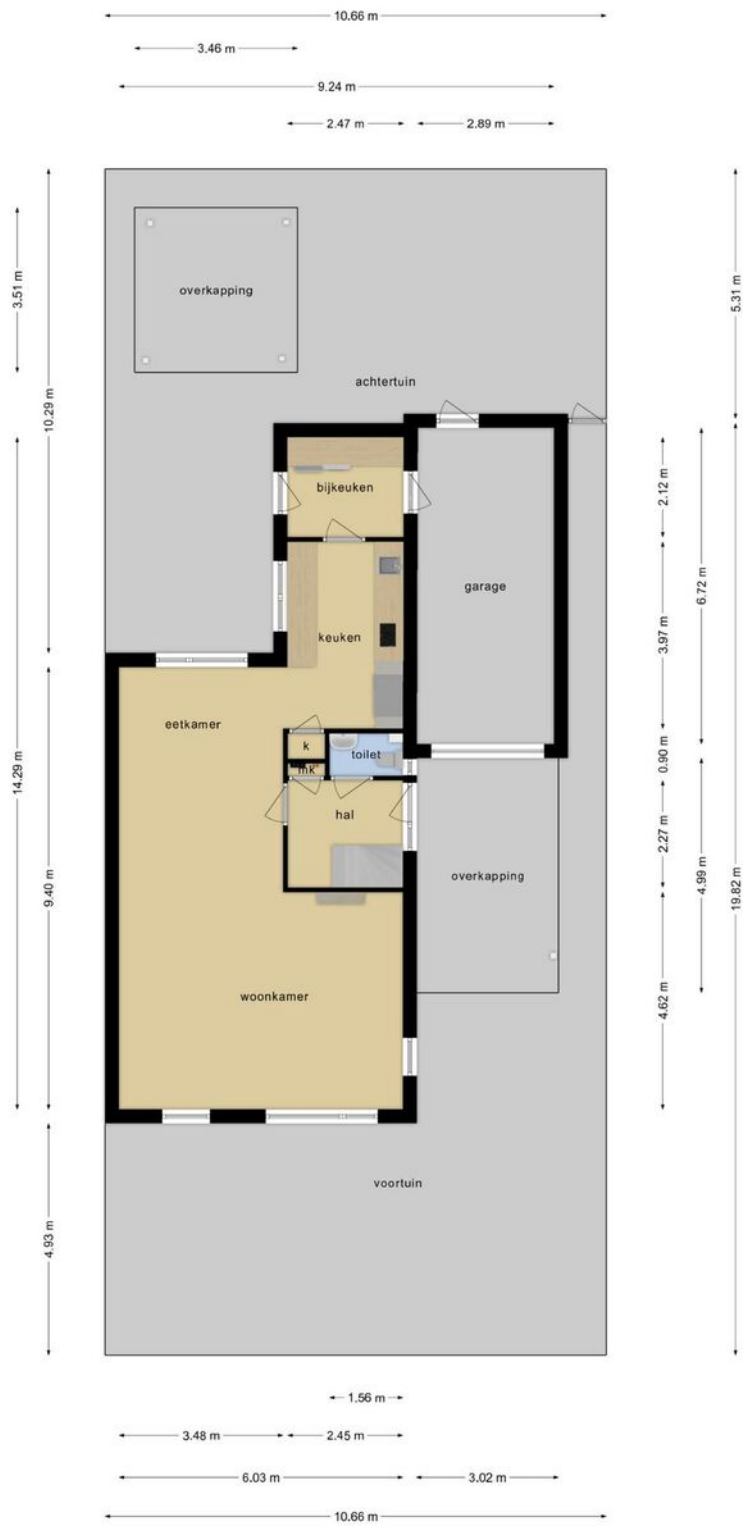 10.66 m
3.46 m
9.24 m
2.47 m
2.89 m
3.51 m
10.29 m
5.31 m
overkapping
achtertuin
bijkeuken
2.12 m
garage
6.72 m
keuken
3.97 m
eetkamer
14.29 m
k
toilet
mk
0.90 m
hal
2.27 m
overkapping
4.99 m
19.82 m
9.40 m
woonkamer
4.62 m
voortuin
4.93 m
1.56 m
3.48 m
2.45 m
6.03 m
3.02 m
10.66 m